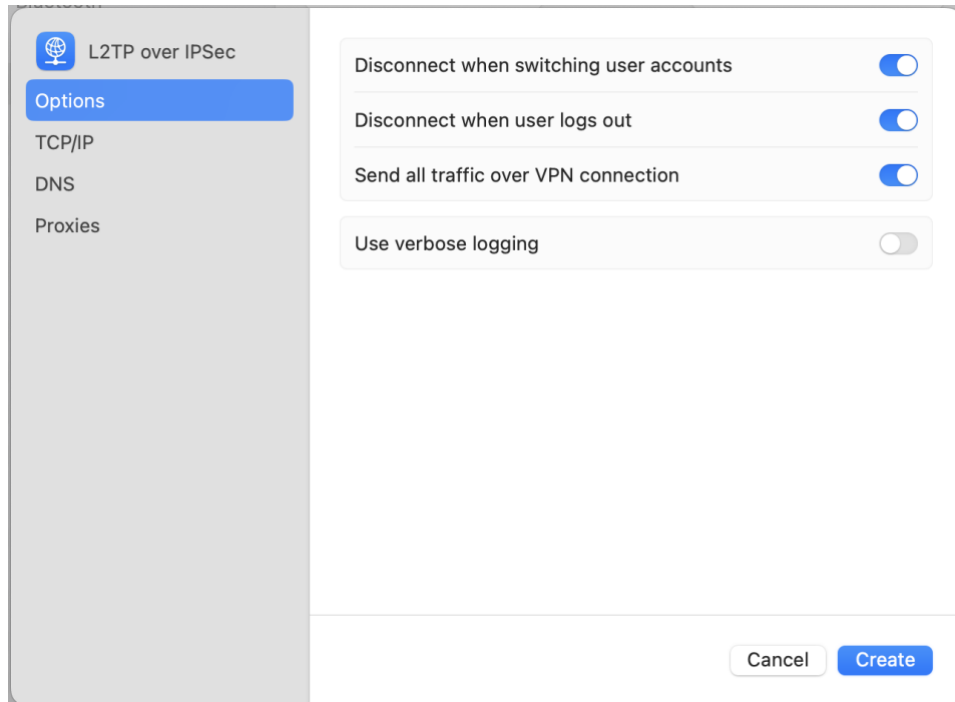 Bluetooth
L2TP over IPSec
Options
TCP/IP
DNS
Proxies
Disconnect when switching user accounts
Disconnect when user logs out
Send all traffic over VPN connection
Use verbose logging
Cancel
Create